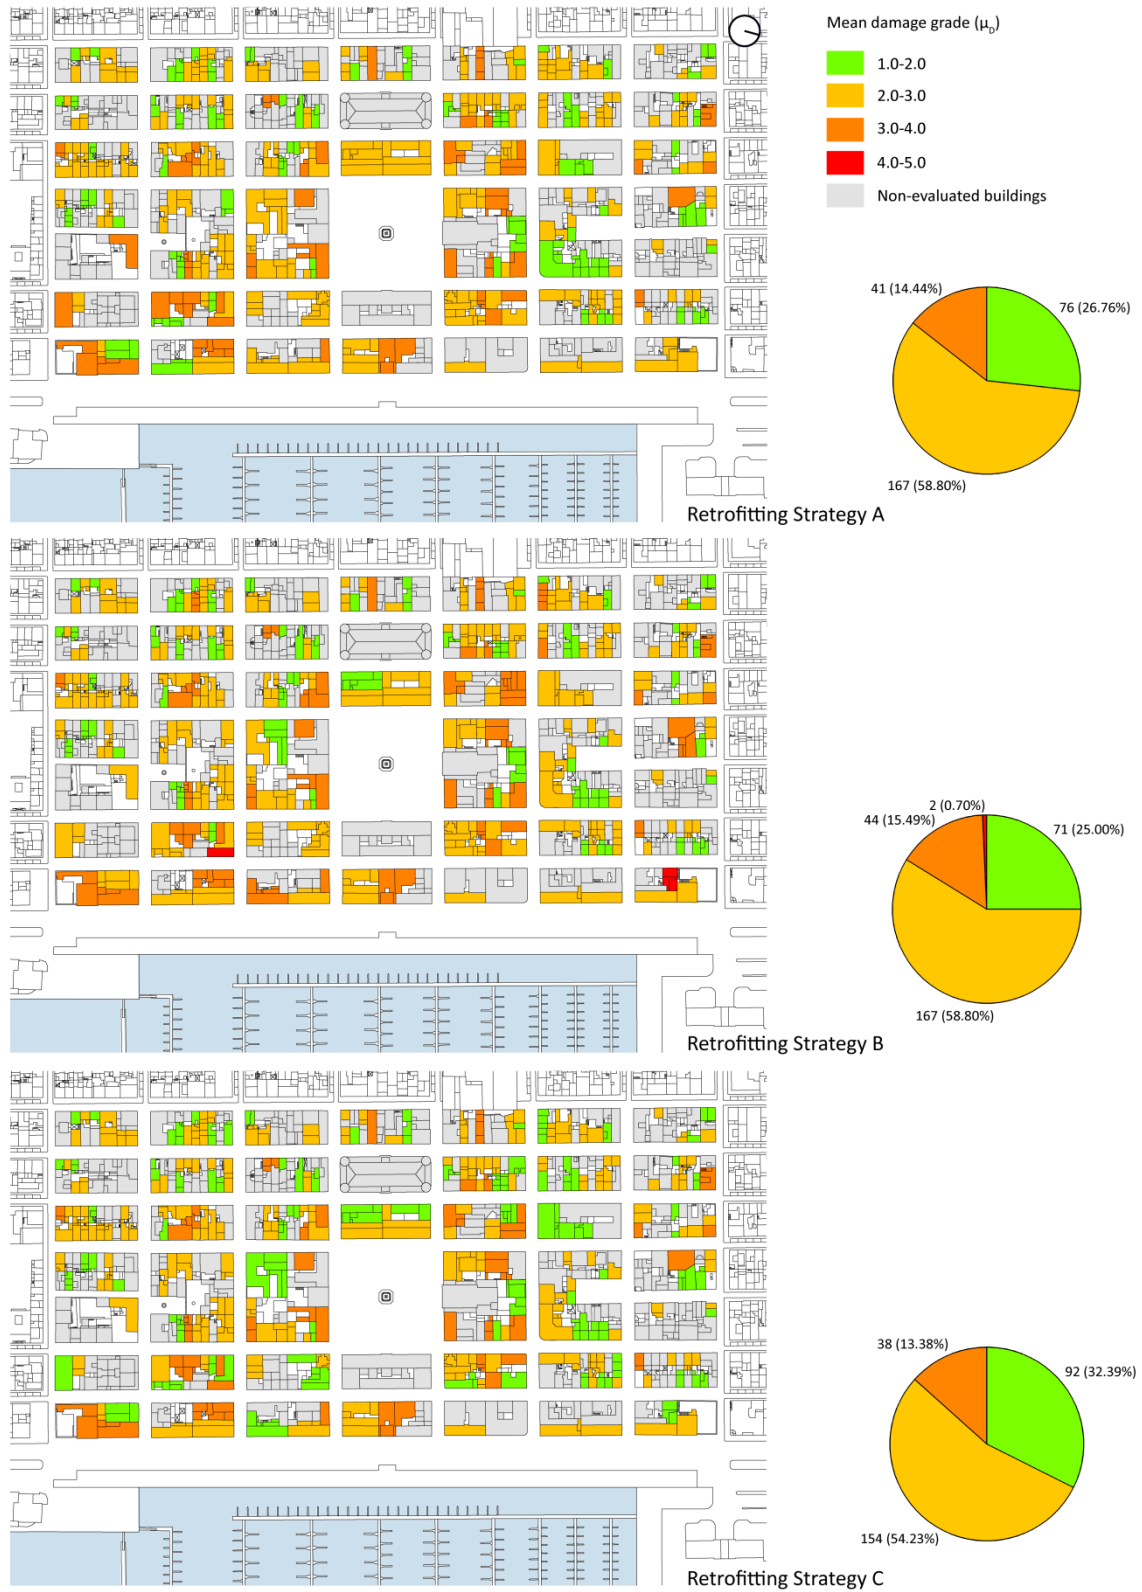 Mean damage grade (μD)
1.0-2.0
2.0-3.0
3.0-4.0
4.0-5.0
Non-evaluated buildings
41 (14.44%)
76 (26.76%)
167 (58.80%)
Retrofitting Strategy A
2 (0.70%)
44 (15.49%)
71 (25.00%)
167 (58.80%)
Retrofitting Strategy B
38 (13.38%)
92 (32.39%)
154 (54.23%)
Retrofitting Strategy C